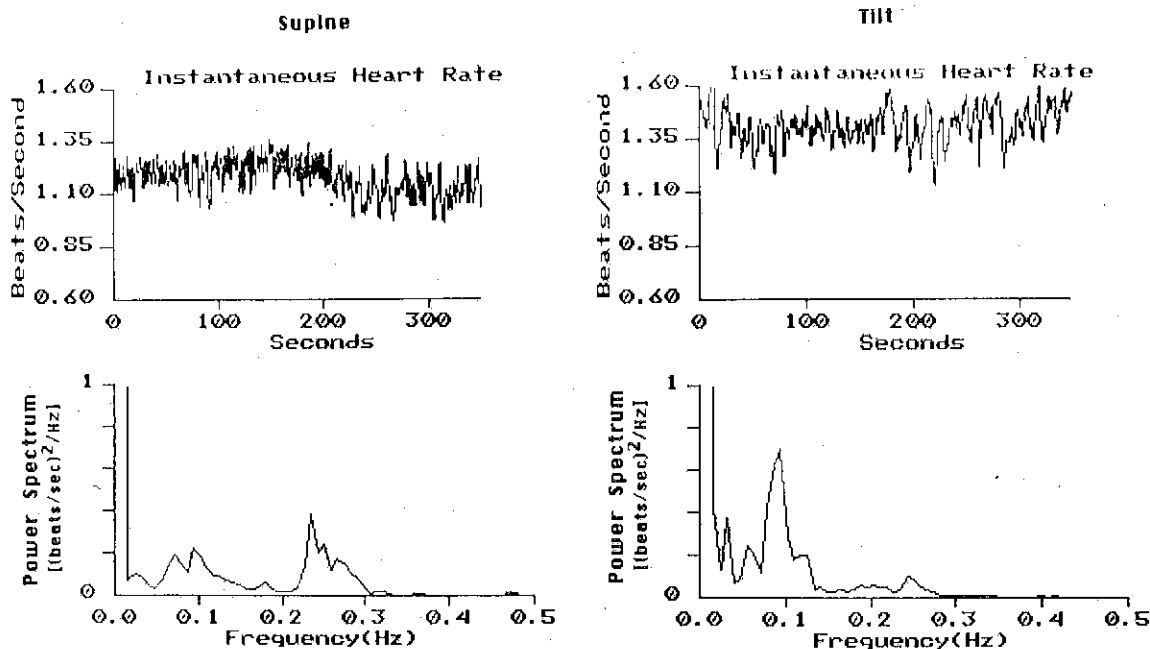 Supine
Tilt
Instantaneous Heart Rate
Beats/Second
1.60
1.35
1.10
0.85
0.60
0 100 200 300
Seconds
Instantaneous Heart Rate
Beats/Second
1.60
1.35
1.10
0.85
0.60
0 100 200 300
Seconds
Power Spectrum
[(beats/sec)²/Hz]
1
0
0.0 0.1 0.2 0.3 0.4 0.5
Frequency(Hz)
Power Spectrum
[(beats/sec)²/Hz]
1
0
0.0 0.1 0.2 0.3 0.4 0.5
Frequency(Hz)